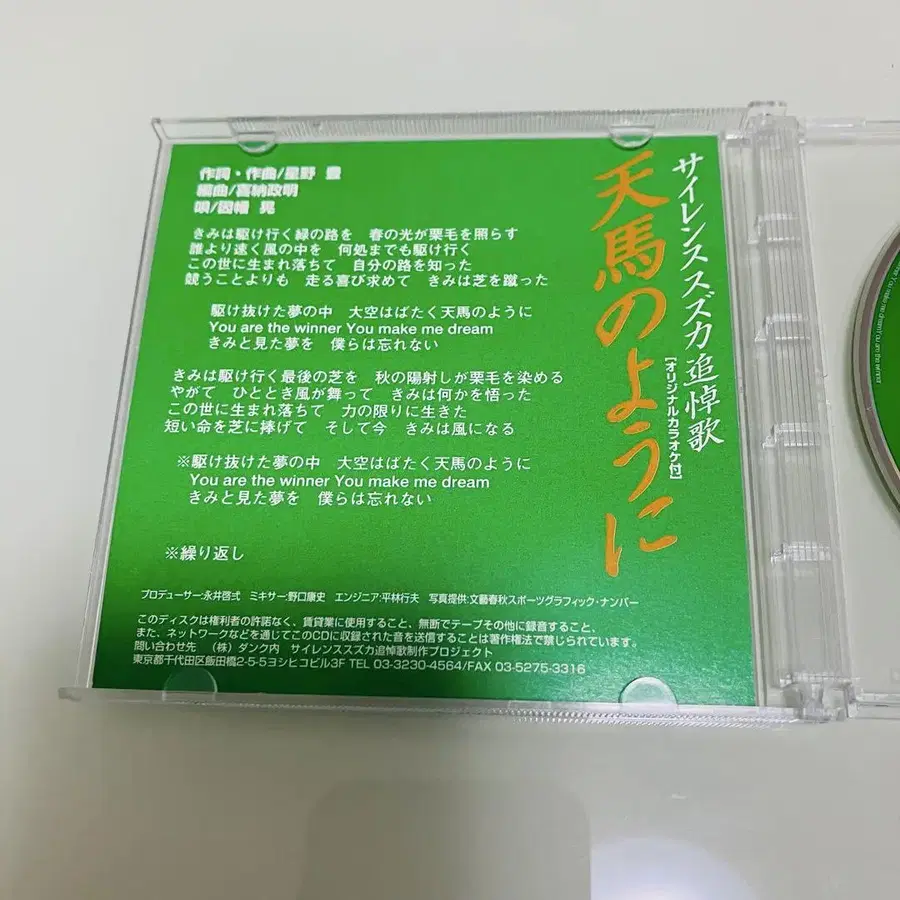 サイレンススズカ追悼歌
[オリジナルカラオケ付]
天馬のように
作詞・作曲/星野 豊
編曲/喜納政明
唄/因幡 晃
きみは駆け行く緑の路を 春の光が栗毛を照らす
誰より速く風の中を 何処までも駆け行く
この世に生まれ落ちて 自分の路を知った
競うことよりも 走る喜び求めて きみは芝を蹴った
駆け抜けた夢の中 大空はばたく天馬のように
You are the winner You make me dream
きみと見た夢を 僕らは忘れない
きみは駆け行く最後の芝を 秋の陽射しが栗毛を染める
やがて ひととき風が舞って きみは何かを悟った
この世に生まれ落ちて 力の限りに生きた
短い命を芝に捧げて そして今 きみは風になる
※駆け抜けた夢の中 大空はばたく天馬のように
You are the winner You make me dream
きみと見た夢を 僕らは忘れない
※繰り返し
プロデューサー:永井啓弌 ミキサー:野口康史 エンジニア:平林行夫 写真提供:文藝春秋スポーツグラフィック・ナンバー
このディスクは権利者の許諾なく、賃貸業に使用すること、無断でテープその他に録音すること、
また、ネットワークなどを通じてこのCDに収録された音を送信することは著作権法で禁じられています。
問い合わせ先 (株)ダンク内 サイレンススズカ追悼歌制作プロジェクト
東京都千代田区飯田橋2-5-5ヨシヒコビル3F TEL 03-3230-4564/FAX 03-5275-3316